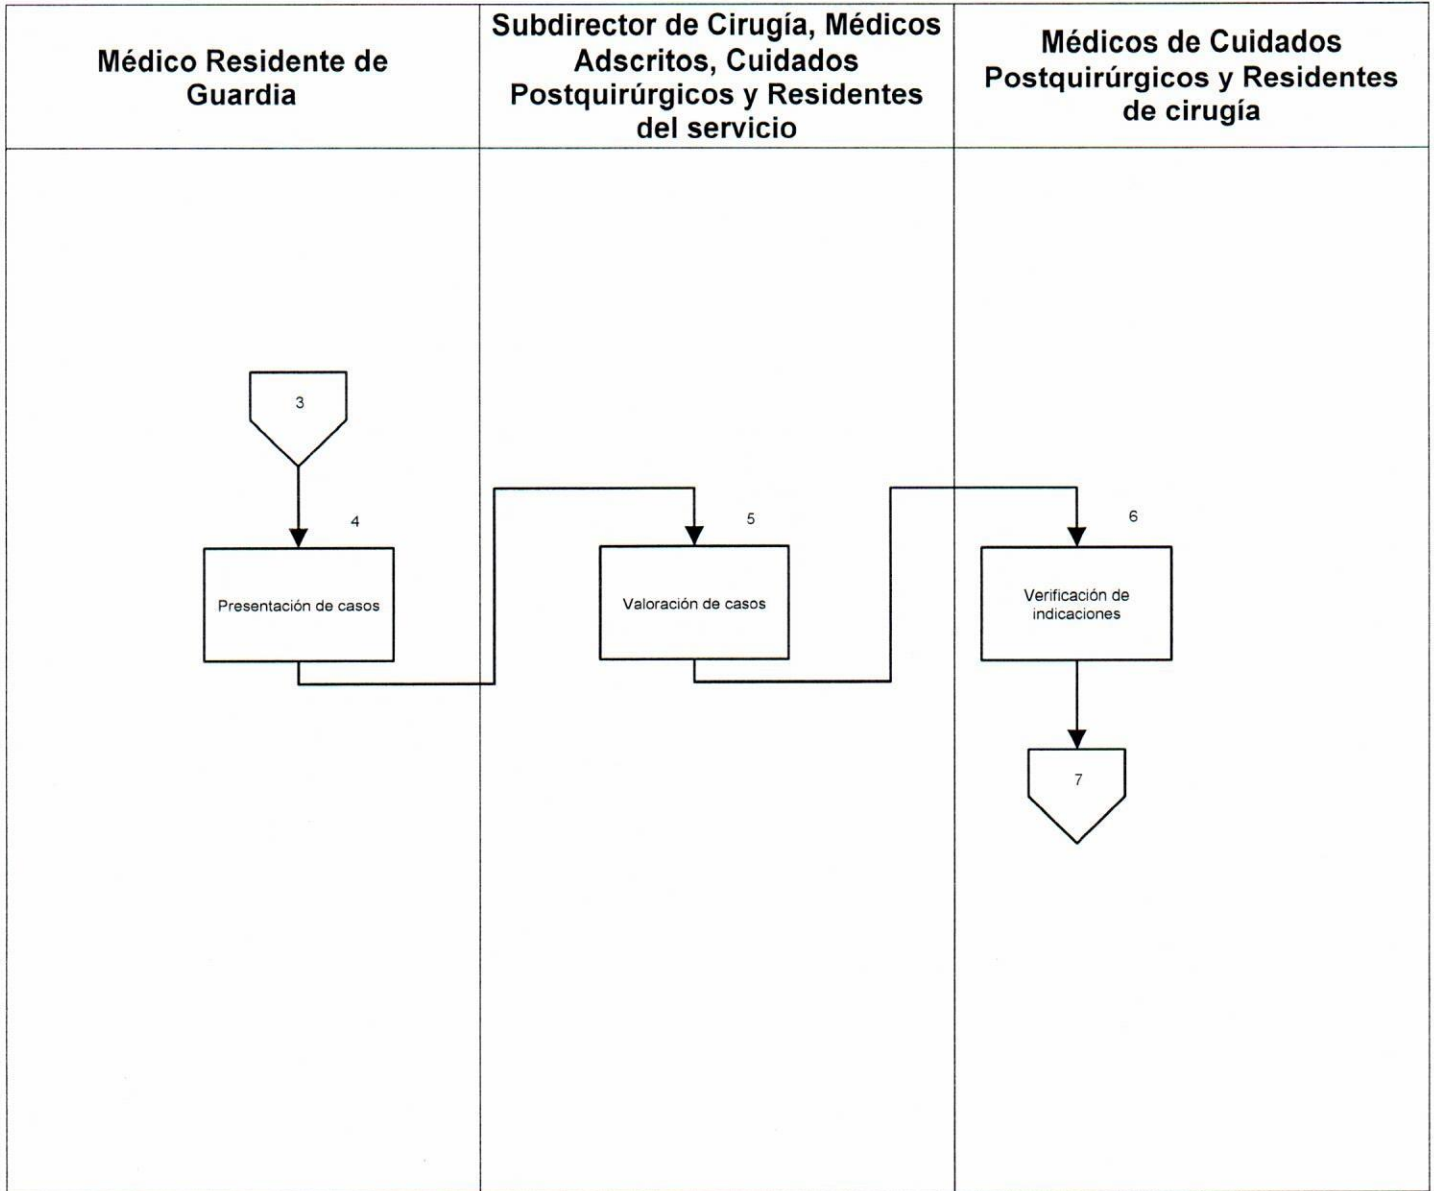 Médico Residente de
Guardia
Subdirector de Cirugía, Médicos
Adscritos, Cuidados
Postquirúrgicos y Residentes
del servicio
Médicos de Cuidados
Postquirúrgicos y Residentes
de cirugía
3
4
Presentación de casos
5
Valoración de casos
6
Verificación de
indicaciones
7